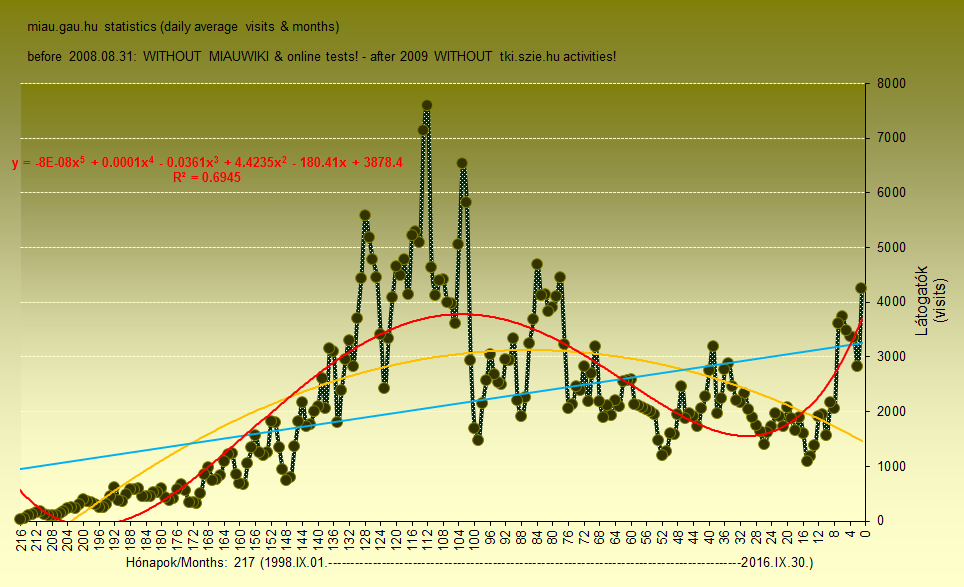 miau.gau.hu statistics (daily average visits & months)
before 2008.08.31: WITHOUT MIAUWIKI & online tests! - after 2009 WITHOUT tki.szie.hu activities!
y = -8E-08x⁵ + 0.0001x⁴ - 0.0361x³ + 4.4235x² - 180.41x + 3878.4
R² = 0.6945
8000
7000
6000
5000
4000
3000
2000
1000
0
Látogatók
(visits)
216 212 208 204 200 196 192 188 184 180 176 172 168 164 160 156 152 148 144 140 136 132 128 124 120 116 112 108 104 100 96 92 88 84 80 76 72 68 64 60 56 52 48 44 40 36 32 28 24 20 16 12 8 4 0
Hónapok/Months: 217 (1998.IX.01.-----------------------------------------------------------------------------------------2016.IX.30.)